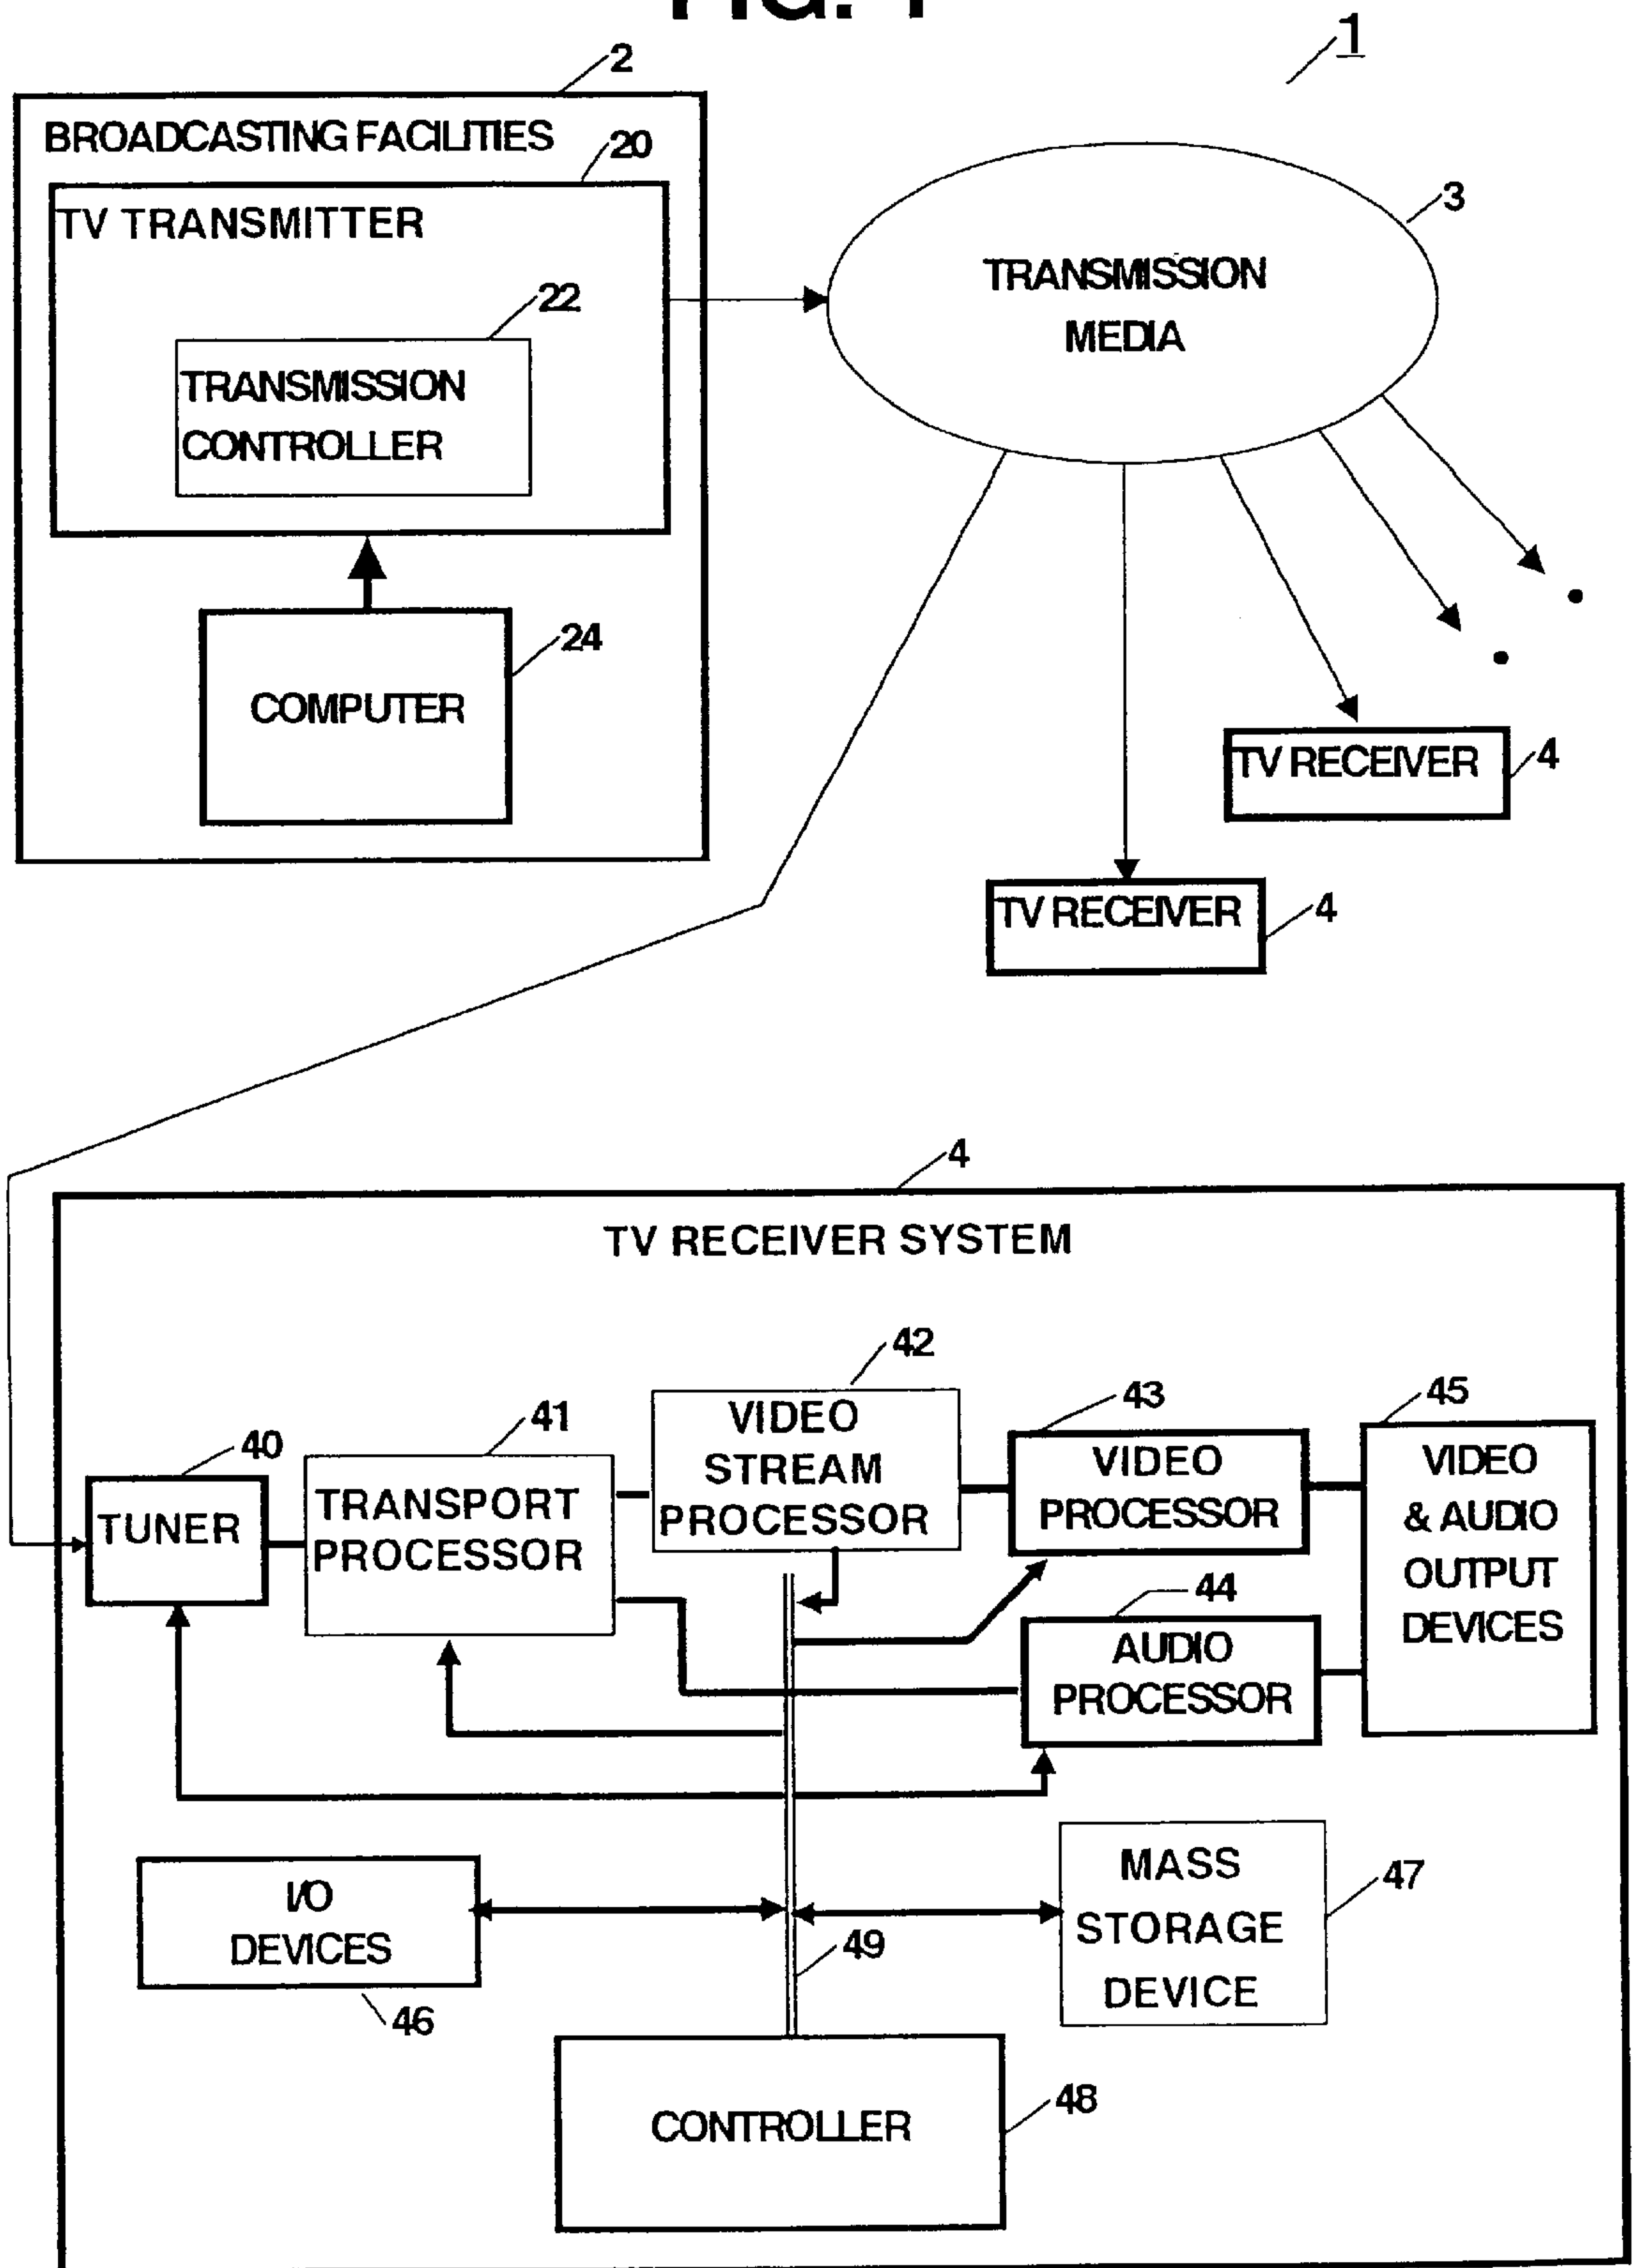 FIG. 1
1
2
BROADCASTING FACILITIES
20
TV TRANSMITTER
22
TRANSMISSION
CONTROLLER
24
COMPUTER
3
TRANSMISSION
MEDIA
TV RECEIVER
4
TV RECEIVER
4
4
TV RECEIVER SYSTEM
40
TUNER
41
TRANSPORT
PROCESSOR
42
VIDEO
STREAM
PROCESSOR
43
VIDEO
PROCESSOR
44
AUDIO
PROCESSOR
45
VIDEO
& AUDIO
OUTPUT
DEVICES
I/O
DEVICES
46
MASS
STORAGE
DEVICE
47
49
CONTROLLER
48